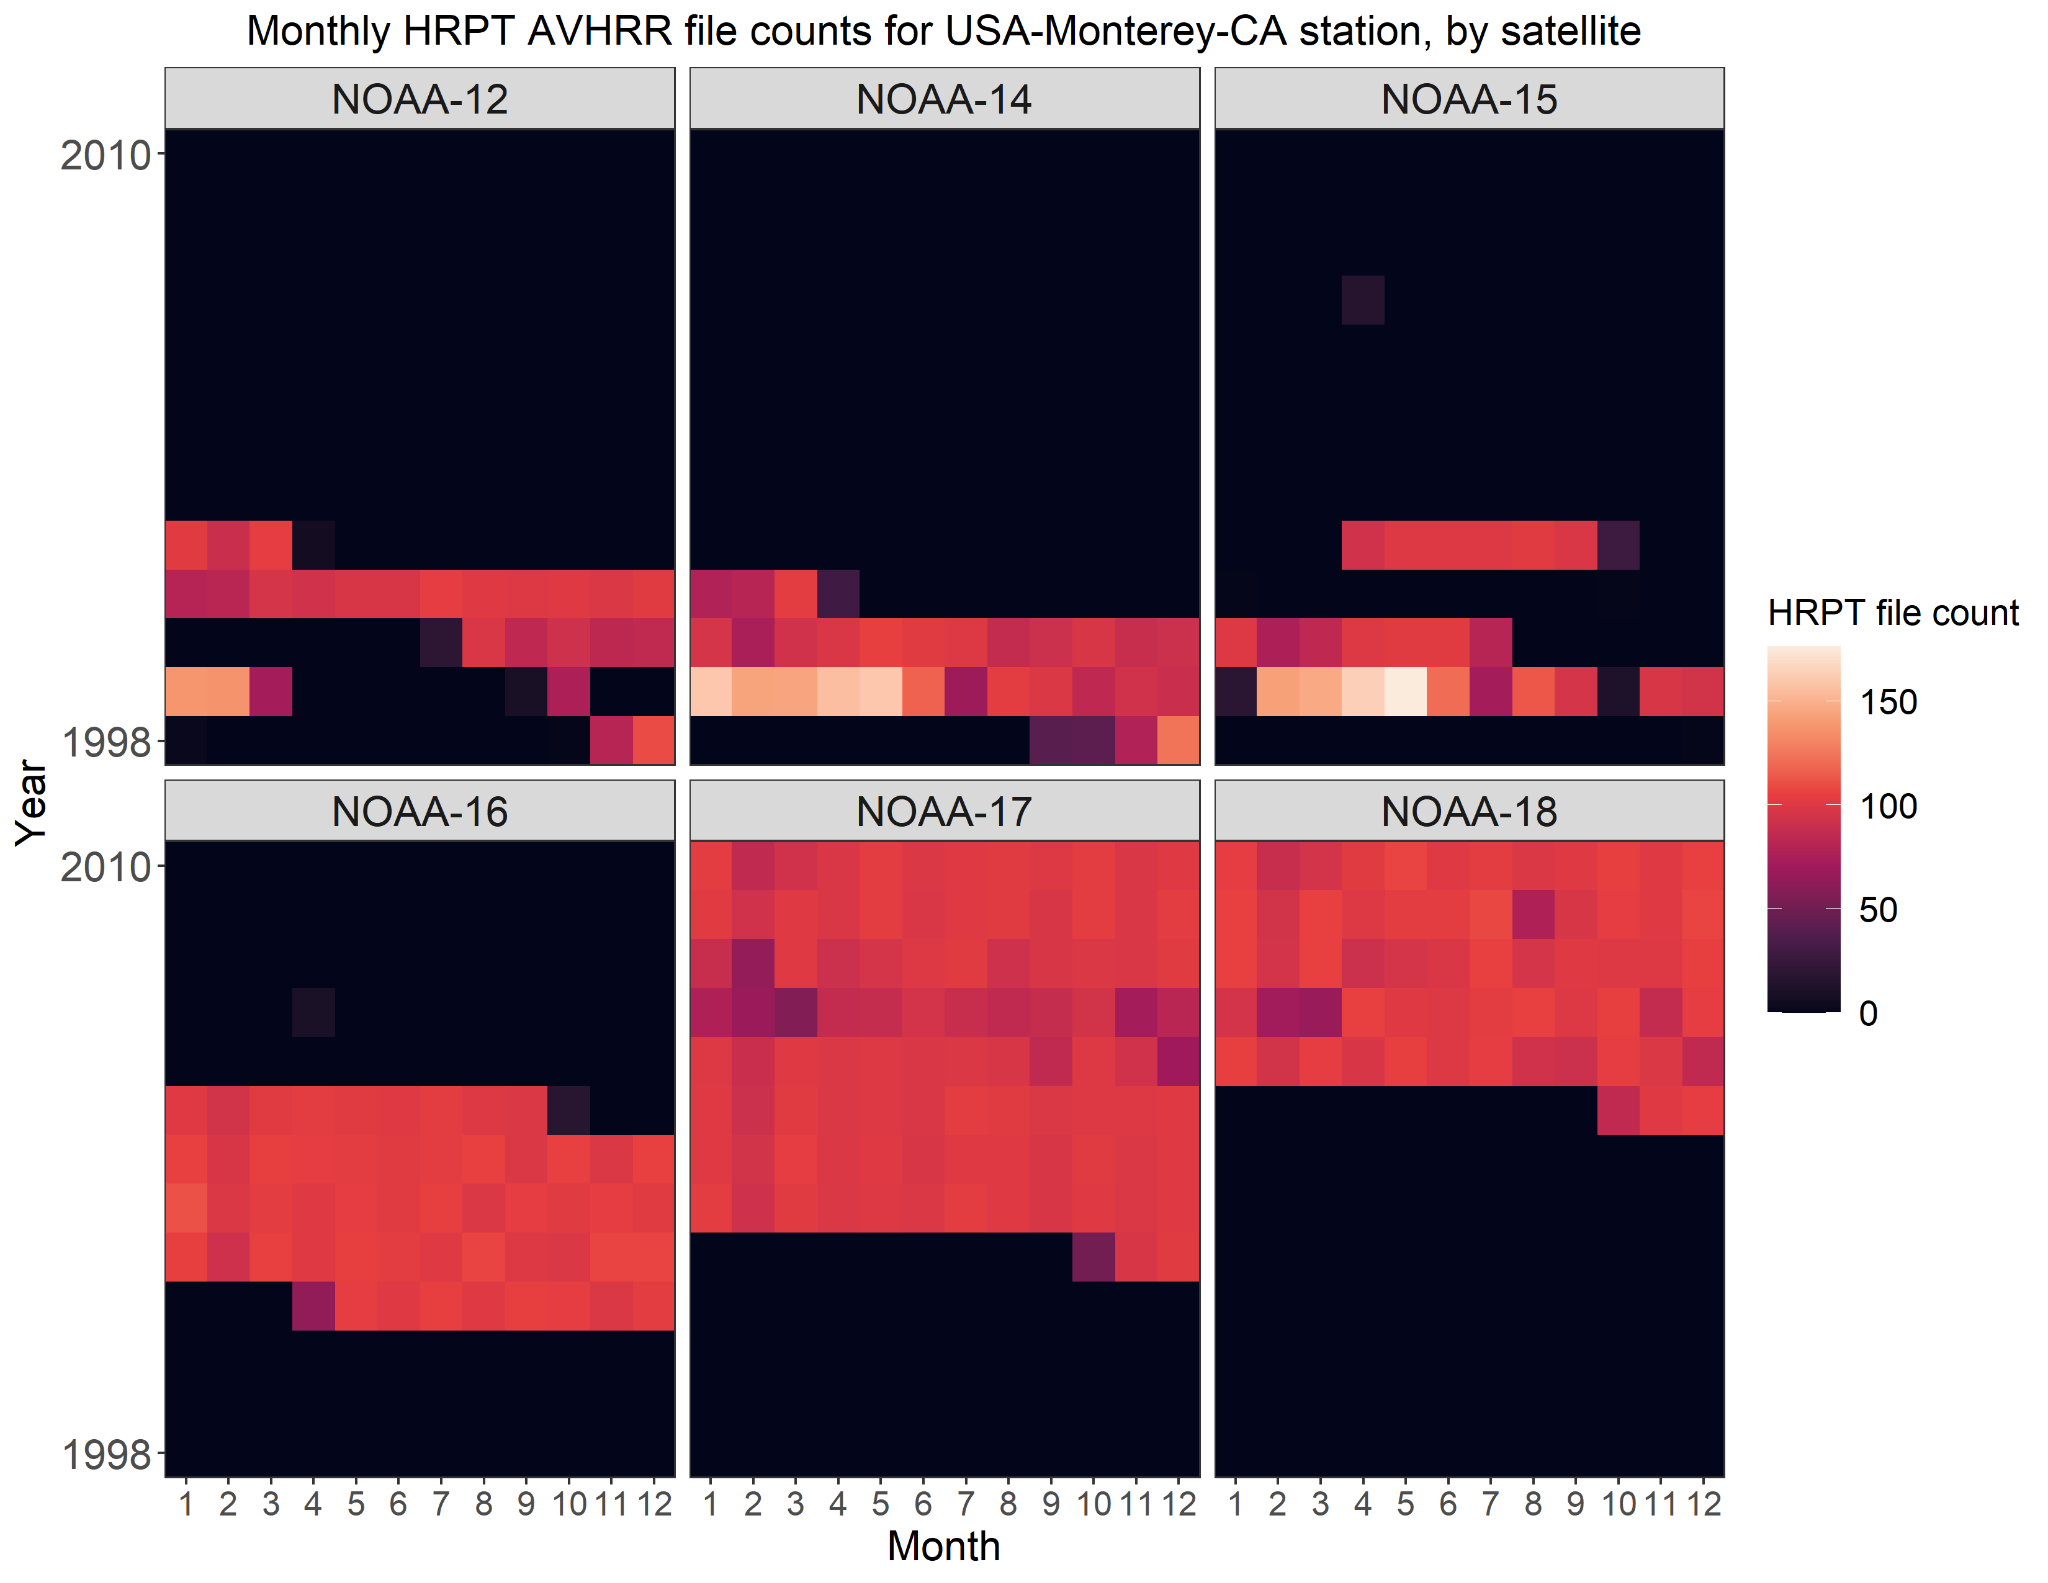 Monthly HRPT AVHRR file counts for USA-Monterey-CA station, by satellite
NOAA-12 NOAA-14 NOAA-15
2010
1998
Year
NOAA-16 NOAA-17 NOAA-18
2010
1998
1 2 3 4 5 6 7 8 9 10 11 12 1 2 3 4 5 6 7 8 9 10 11 12 1 2 3 4 5 6 7 8 9 10 11 12
Month
HRPT file count
150
100
50
0